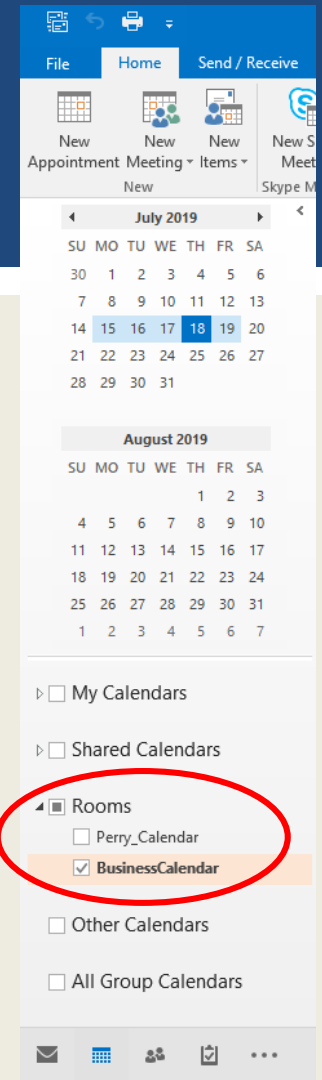 File Home Send / Receive
New New New New S
Appointment Meeting Items Meet
New Skype M
July 2019
SU MO TU WE TH FR SA
30 1 2 3 4 5 6
7 8 9 10 11 12 13
14 15 16 17 18 19 20
21 22 23 24 25 26 27
28 29 30 31
August 2019
SU MO TU WE TH FR SA
1 2 3
4 5 6 7 8 9 10
11 12 13 14 15 16 17
18 19 20 21 22 23 24
25 26 27 28 29 30 31
1 2 3 4 5 6 7
My Calendars
Shared Calendars
Rooms
Perry_Calendar
BusinessCalendar
Other Calendars
All Group Calendars